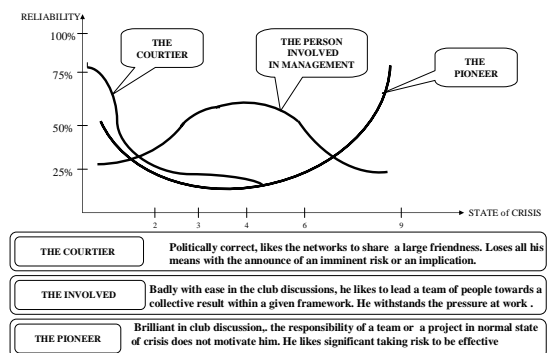 RELIABILITY
100%
THE
COURTIER
THE PERSON
INVOLVED
IN MANAGEMENT
THE
PIONEER
75%
50%
25%
STATE of CRISIS
2 3 4 6 9
THE COURTIER
Politically correct, likes the networks to share a large friendness. Loses all his
means with the announce of an imminent risk or an implication.
THE INVOLVED
Badly with ease in the club discussions, he likes to lead a team of people towards a
collective result within a given framework. He withstands the pressure at work .
THE PIONEER
Brilliant in club discussion,. the responsibility of a team or a project in normal state
of crisis does not motivate him. He likes significant taking risk to be effective